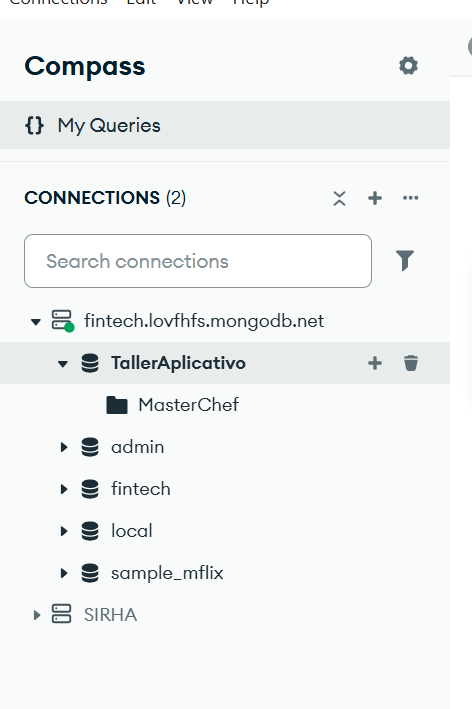 Connections Edit View Help
Compass
{} My Queries
CONNECTIONS (2)
Search connections
fintech.lovfhfs.mongodb.net
TallerAplicativo
MasterChef
admin
fintech
local
sample_mflix
SIRHA